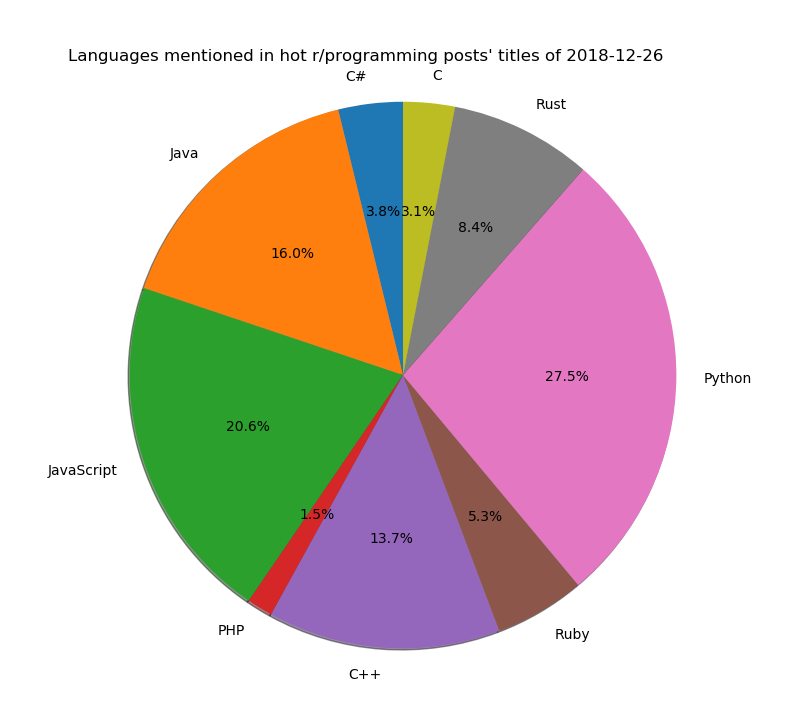 Languages mentioned in hot r/programming posts' titles of 2018-12-26
C#
C
Rust
Java
3.8%
3.1%
8.4%
16.0%
Python
27.5%
20.6%
JavaScript
1.5%
5.3%
13.7%
PHP
Ruby
C++